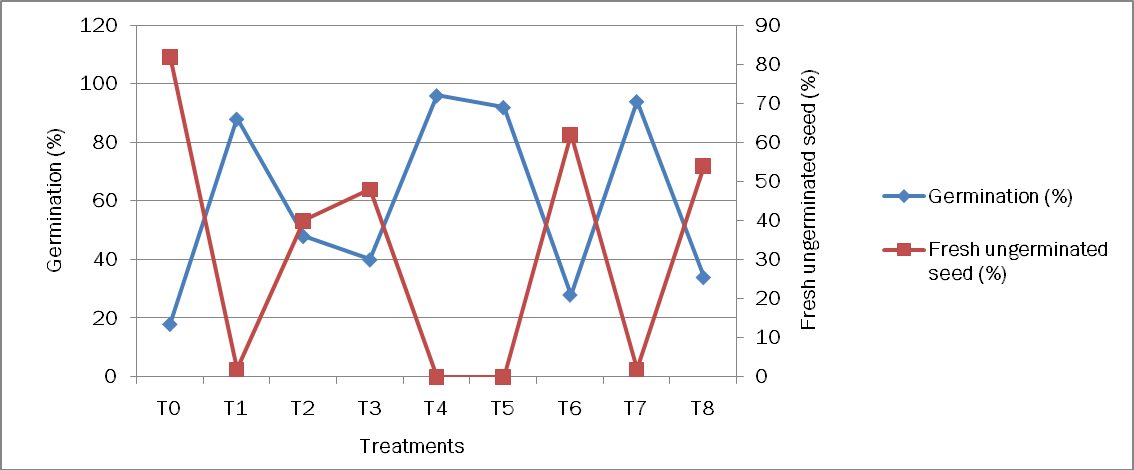 120
100
80
60
40
20
0
Germination (%)
90
80
70
60
50
40
30
20
10
0
Fresh ungerminated seed (%)
T0 T1 T2 T3 T4 T5 T6 T7 T8
Treatments
Germination (%)
Fresh ungerminated
seed (%)